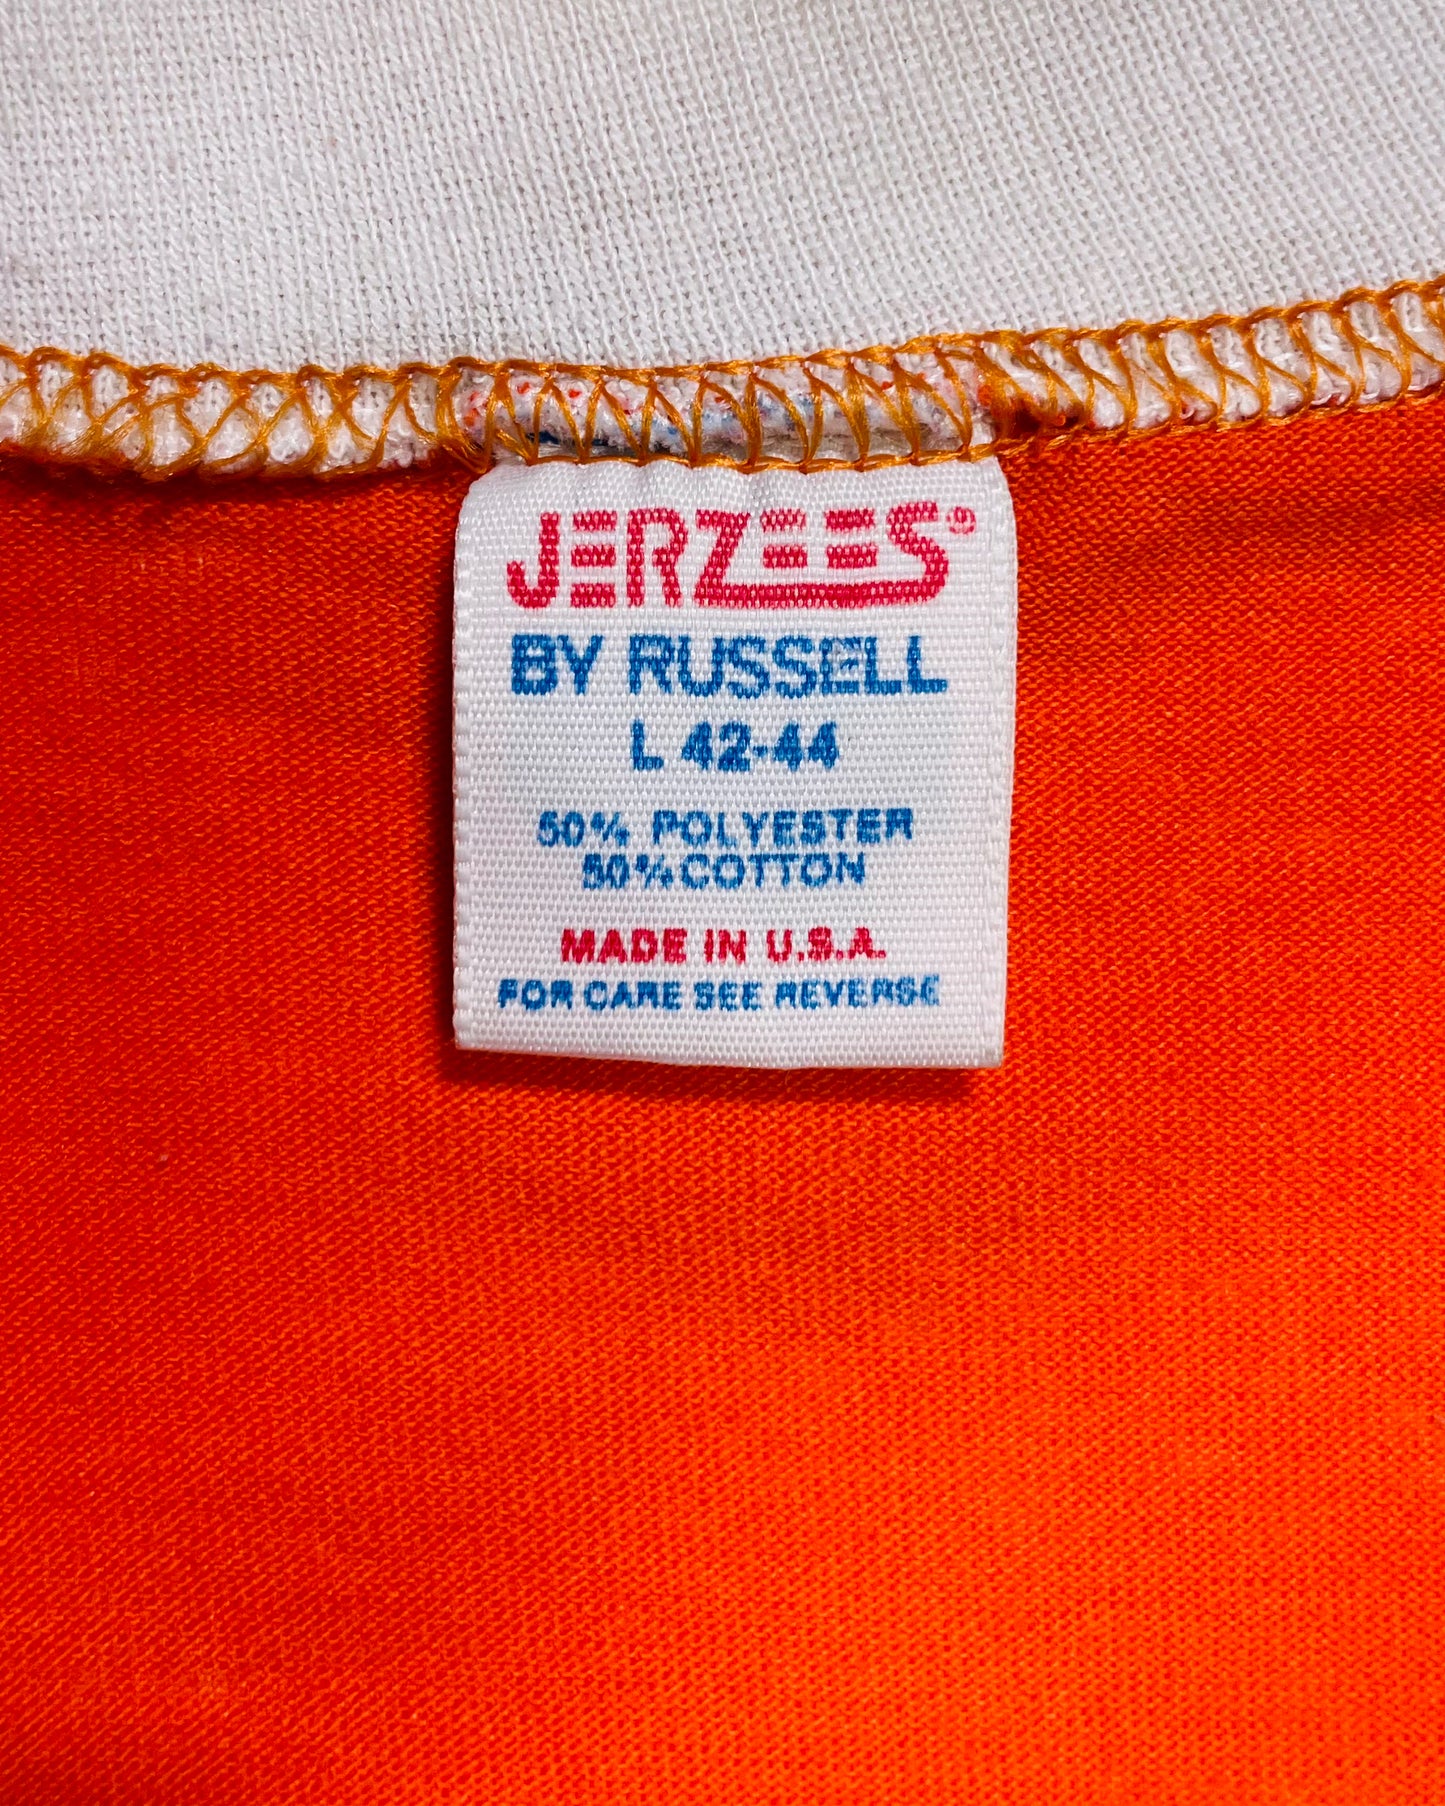 JERZEES®
BY RUSSELL
L 42-44
50% POLYESTER
50% COTTON
MADE IN U.S.A.
FOR CARE SEE REVERSE